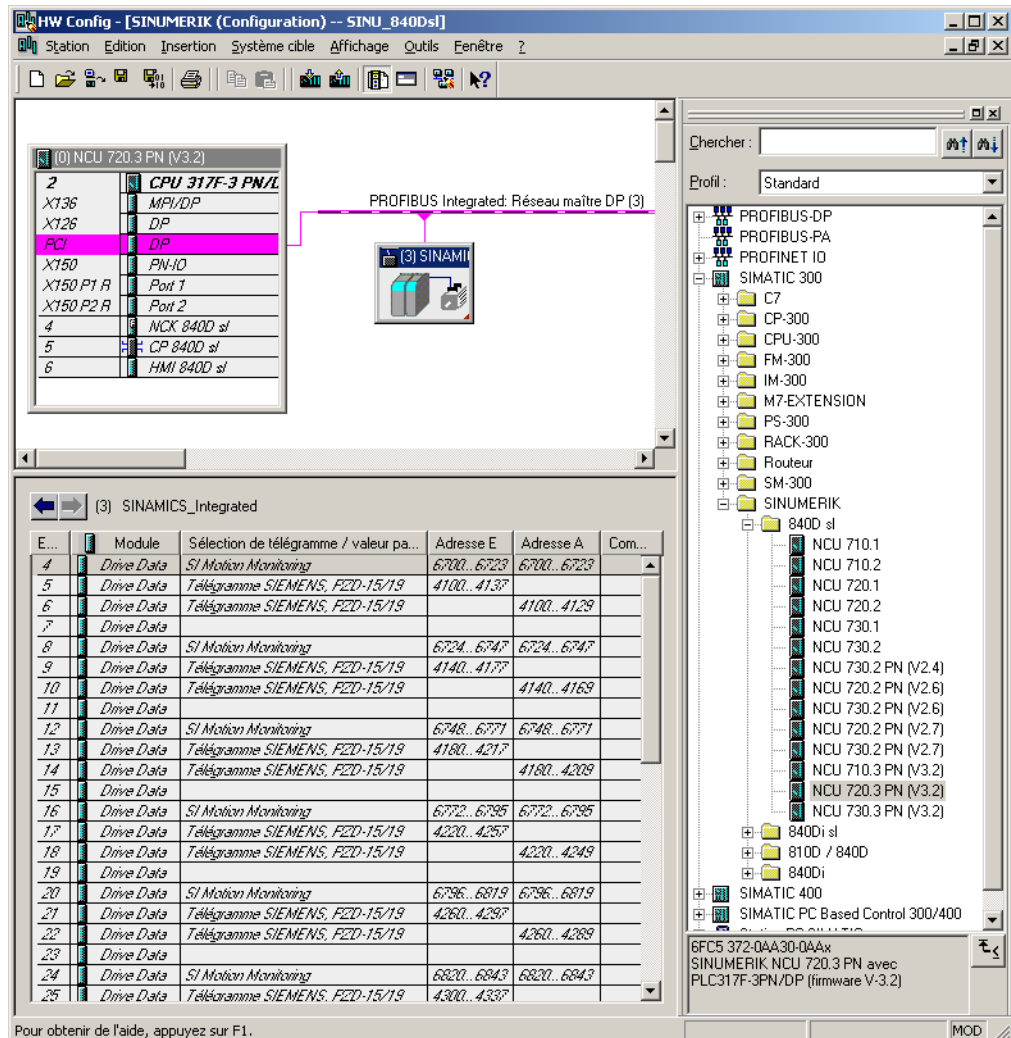 HW Config - [SINUMERIK (Configuration) -- SINU_840Dsl]
Station Edition Insertion Système cible Affichage Outils Fenêtre ?
(0) NCU 720.3 PN (V3.2)
2 CPU 317F-3 PN/D
X136 MPI/DP
X126 DP
PCI DP
X150 PN-IO
X150 P1 R Port 1
X150 P2 R Port 2
4 NCK 840D sl
5 CP 840D sl
6 HMI 840D sl
PROFIBUS Integrated: Réseau maître DP (3)
(3) SINAMI
(3) SINAMICS_Integrated
E... Module Sélection de télégramme / valeur pa... Adresse E Adresse A Com...
4 Drive Data SI Motion Monitoring 6700...6723 6700...6723
5 Drive Data Télégramme SIEMENS, PZD-15/19 4100...4137
6 Drive Data Télégramme SIEMENS, PZD-15/19 4100...4129
7 Drive Data
8 Drive Data SI Motion Monitoring 6724...6747 6724...6747
9 Drive Data Télégramme SIEMENS, PZD-15/19 4140...4177
10 Drive Data Télégramme SIEMENS, PZD-15/19 4140...4169
11 Drive Data
12 Drive Data SI Motion Monitoring 6748...6771 6748...6771
13 Drive Data Télégramme SIEMENS, PZD-15/19 4180...4217
14 Drive Data Télégramme SIEMENS, PZD-15/19 4180...4209
15 Drive Data
16 Drive Data SI Motion Monitoring 6772...6795 6772...6795
17 Drive Data Télégramme SIEMENS, PZD-15/19 4220...4257
18 Drive Data Télégramme SIEMENS, PZD-15/19 4220...4249
19 Drive Data
20 Drive Data SI Motion Monitoring 6796...6819 6796...6819
21 Drive Data Télégramme SIEMENS, PZD-15/19 4260...4297
22 Drive Data Télégramme SIEMENS, PZD-15/19 4260...4289
23 Drive Data
24 Drive Data SI Motion Monitoring 6820...6843 6820...6843
25 Drive Data Télégramme SIEMENS, PZD-15/19 4300...4337
Chercher :
Profil : Standard
PROFIBUS-DP
PROFIBUS-PA
PROFINET IO
SIMATIC 300
C7
CP-300
CPU-300
FM-300
IM-300
M7-EXTENSION
PS-300
RACK-300
Routeur
SM-300
SINUMERIK
840D sl
NCU 710.1
NCU 710.2
NCU 720.1
NCU 720.2
NCU 730.1
NCU 730.2
NCU 730.2 PN (V2.4)
NCU 720.2 PN (V2.6)
NCU 730.2 PN (V2.6)
NCU 720.2 PN (V2.7)
NCU 730.2 PN (V2.7)
NCU 710.3 PN (V3.2)
NCU 720.3 PN (V3.2)
NCU 730.3 PN (V3.2)
840Di sl
810D / 840D
840Di
SIMATIC 400
SIMATIC PC Based Control 300/400
6FC5 372-0AA30-0AAx
SINUMERIK NCU 720.3 PN avec
PLC317F-3PN/DP (firmware V-3.2)
Pour obtenir de l'aide, appuyez sur F1.
MOD